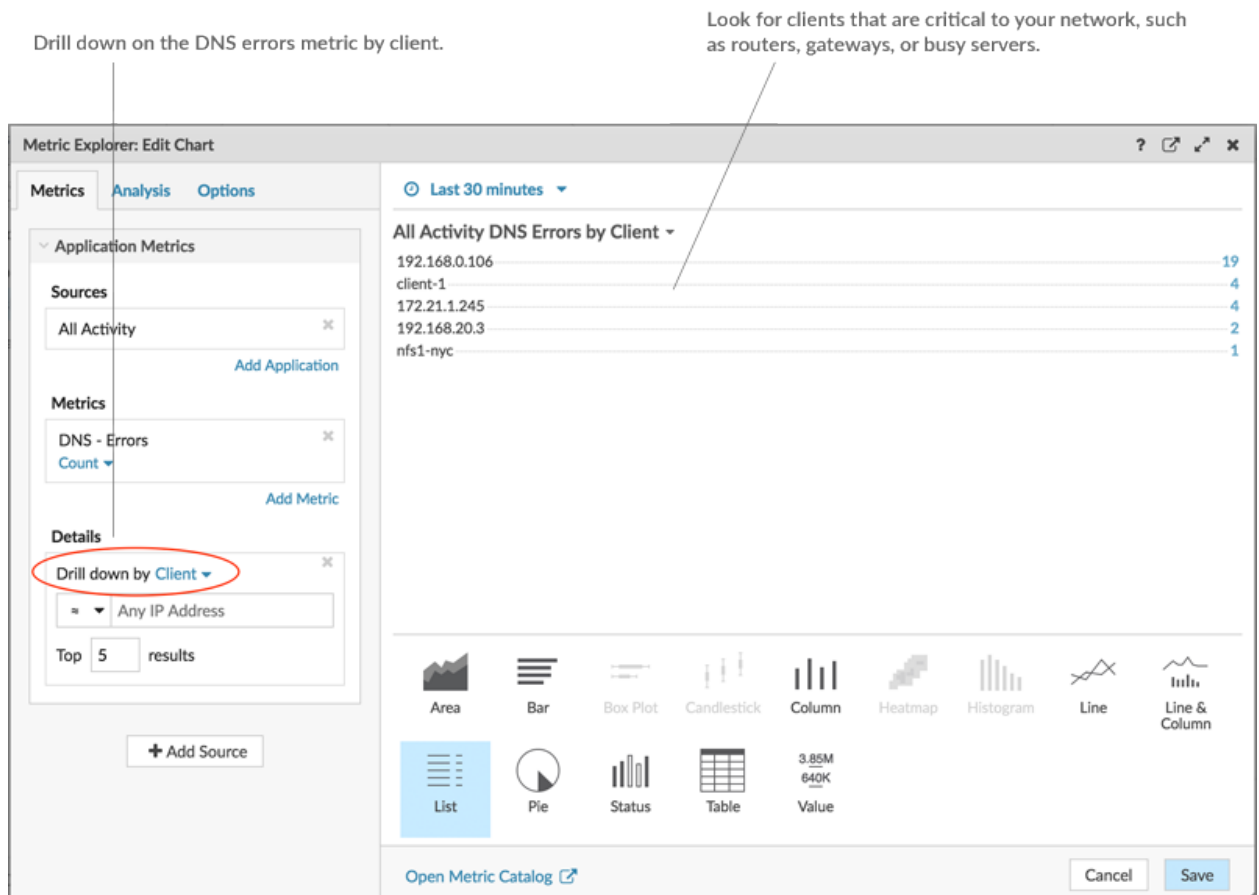 Drill down on the DNS errors metric by client.
Look for clients that are critical to your network, such
as routers, gateways, or busy servers.
Metric Explorer: Edit Chart
?
Metrics Analysis Options
Application Metrics
Sources
All Activity
Add Application
Metrics
DNS - Errors
Count
Add Metric
Details
Drill down by Client
≈ Any IP Address
Top 5 results
+ Add Source
Last 30 minutes
All Activity DNS Errors by Client
192.168.0.106 19
client-1 4
172.21.1.245 4
192.168.20.3 2
nfs1-nyc 1
Area Bar Box Plot Candlestick Column Heatmap Histogram Line Line &
Column
3.85M
640K
List Pie Status Table Value
Open Metric Catalog
Cancel Save